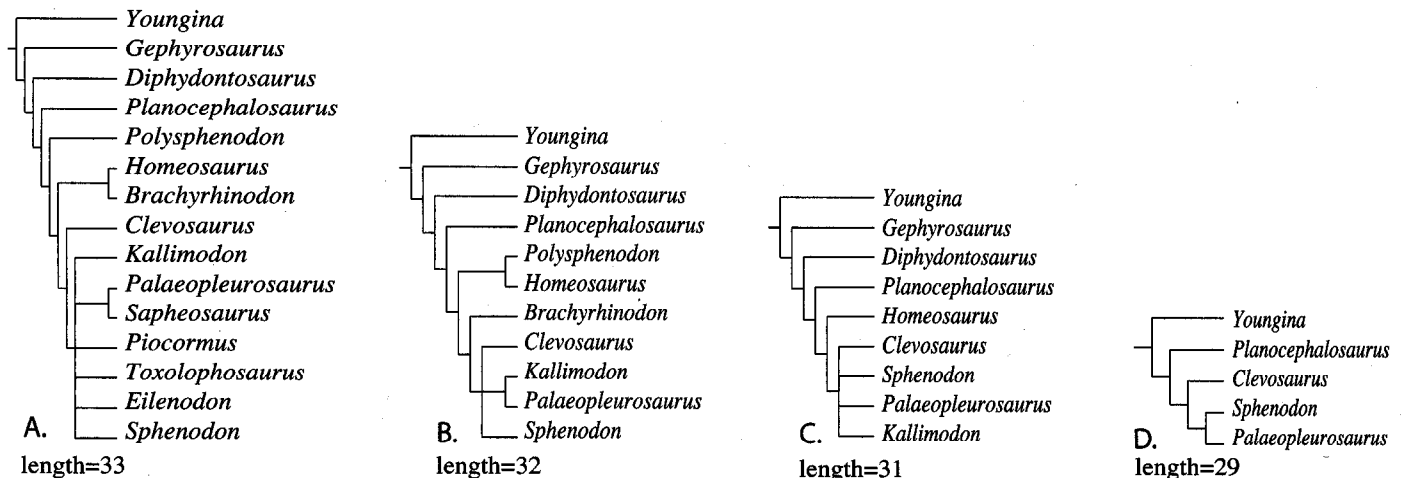 Youngina
Gephyrosaurus
Diphydontosaurus
Planocephalosaurus
Polysphenodon
Homeosaurus
Brachyrhinodon
Clevosaurus
Kallimodon
Palaeopleurosaurus
Sapheosaurus
Piocormus
Toxolophosaurus
Eilenodon
Sphenodon
A.
length=33
Youngina
Gephyrosaurus
Diphydontosaurus
Planocephalosaurus
Polysphenodon
Homeosaurus
Brachyrhinodon
Clevosaurus
Kallimodon
Palaeopleurosaurus
Sphenodon
B.
length=32
Youngina
Gephyrosaurus
Diphydontosaurus
Planocephalosaurus
Homeosaurus
Clevosaurus
Sphenodon
Palaeopleurosaurus
Kallimodon
C.
length=31
Youngina
Planocephalosaurus
Clevosaurus
Sphenodon
Palaeopleurosaurus
D.
length=29